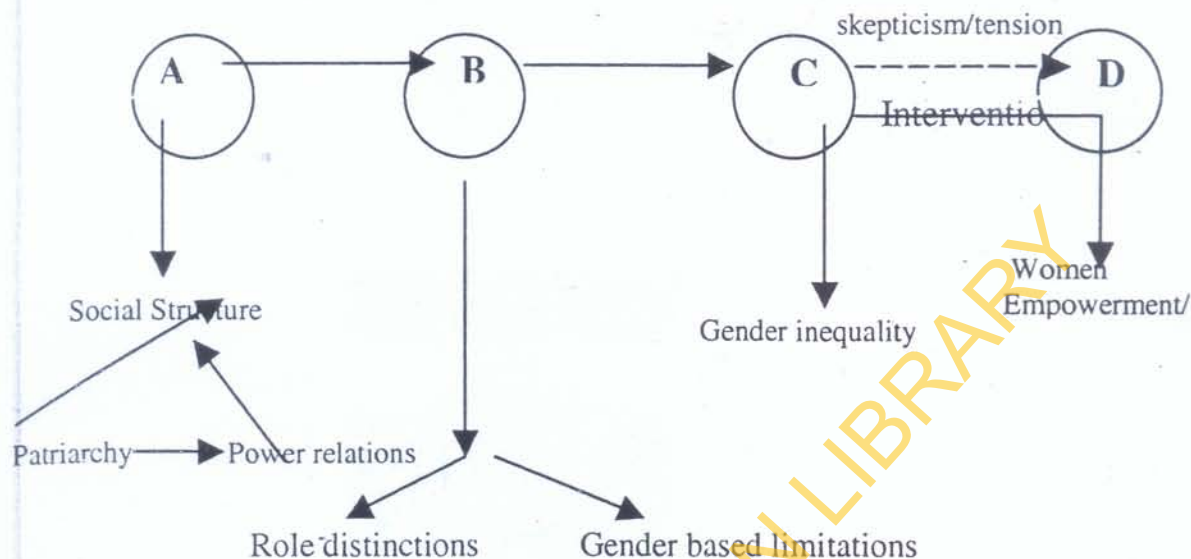 skepticism/tension
A
B
C
D
Interventio
Women
Empowerment/
Social Structure
Gender inequality
Patriarchy
Power relations
Role distinctions
Gender based limitations
LIBRARY